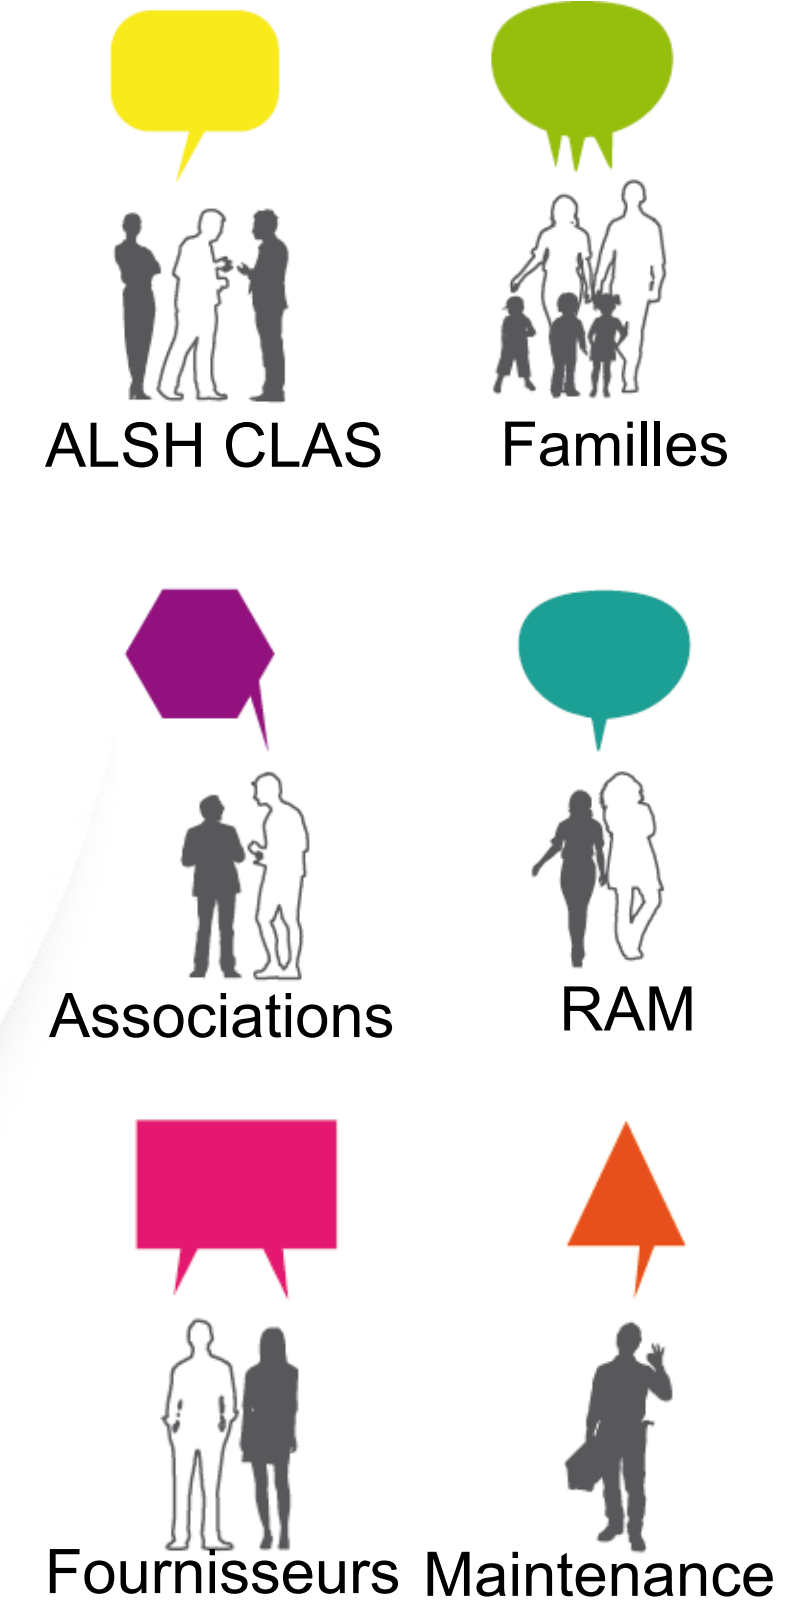 ALSH CLAS
Familles
Associations
RAM
Fournisseurs
Maintenance